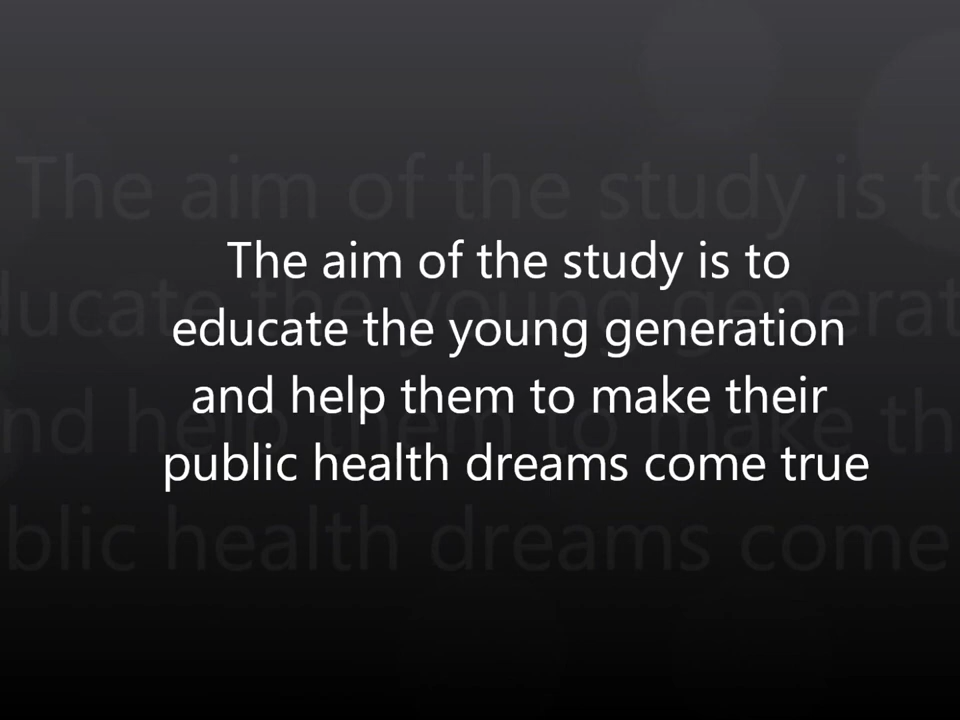 The aim of the study is to
educate the young generation
and help them to make their
public health dreams come true